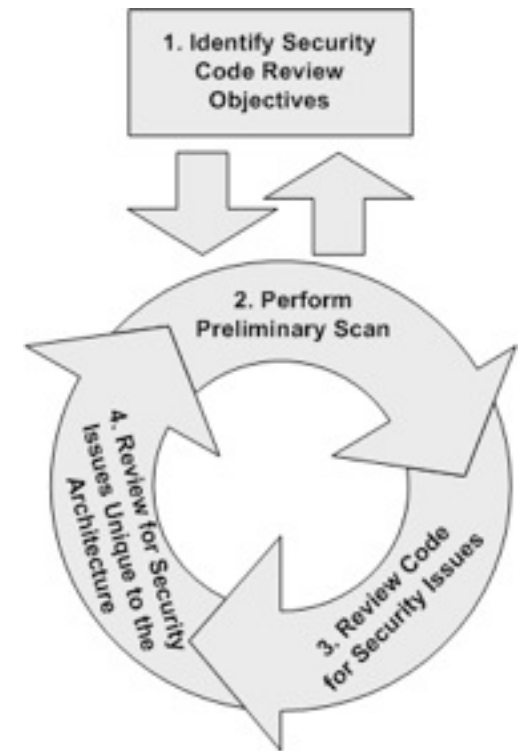 1. Identify Security
Code Review
Objectives
2. Perform
Preliminary Scan
3. Review Code
for Security Issues
4. Review for Security
Issues Unique to the
Architecture